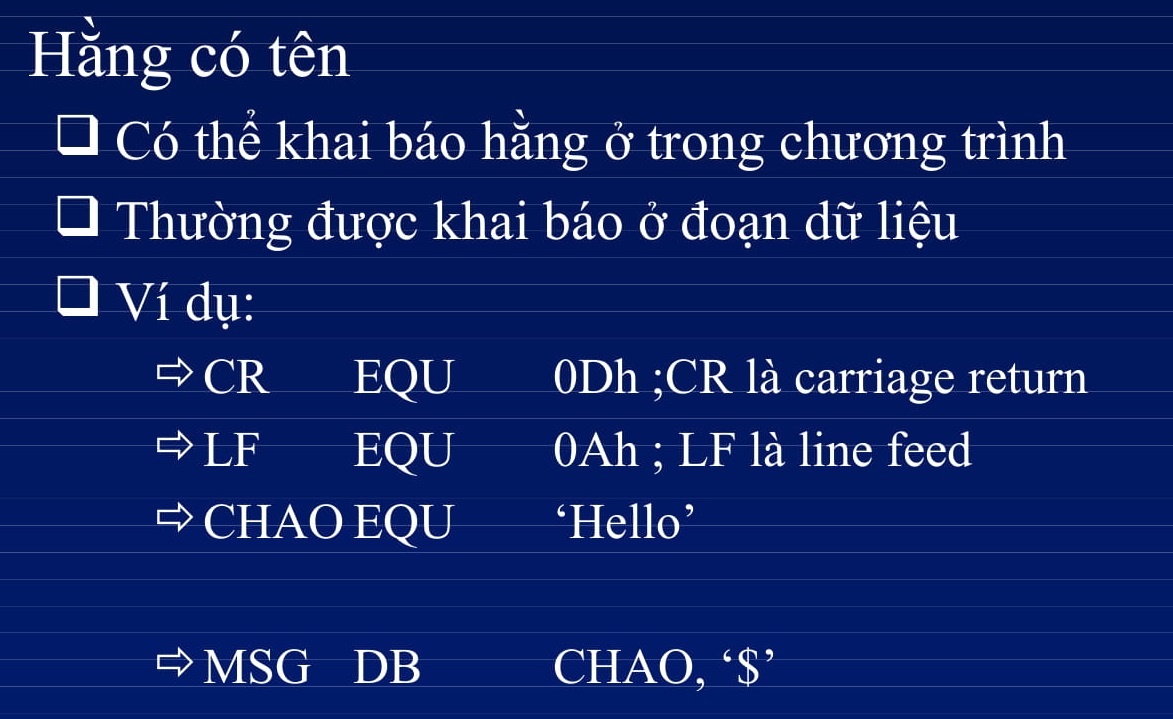 Hằng có tên
❑ Có thể khai báo hằng ở trong chương trình
❑ Thường được khai báo ở đoạn dữ liệu
❑ Ví dụ:
⇨ CR EQU 0Dh ;CR là carriage return
⇨ LF EQU 0Ah ; LF là line feed
⇨ CHAO EQU ‘Hello’
⇨ MSG DB CHAO, ‘$’